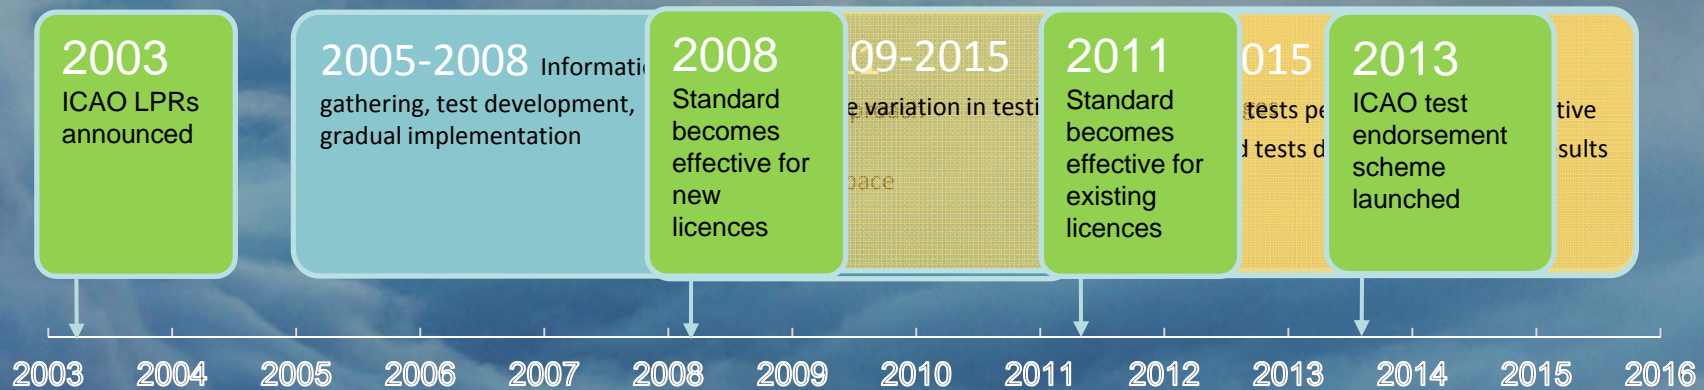 2003
ICAO LPRs
announced
2005-2008
gathering, test development,
gradual implementation
2008
Standard
becomes
effective for
new
licences
09-2015
variation in testi
2011
Standard
becomes
effective for
existing
licences
015
tests
tests
2013
ICAO test
endorsement
scheme
launched
tive
sults
2003 2004 2005 2006 2007 2008 2009 2010 2011 2012 2013 2014 2015 2016